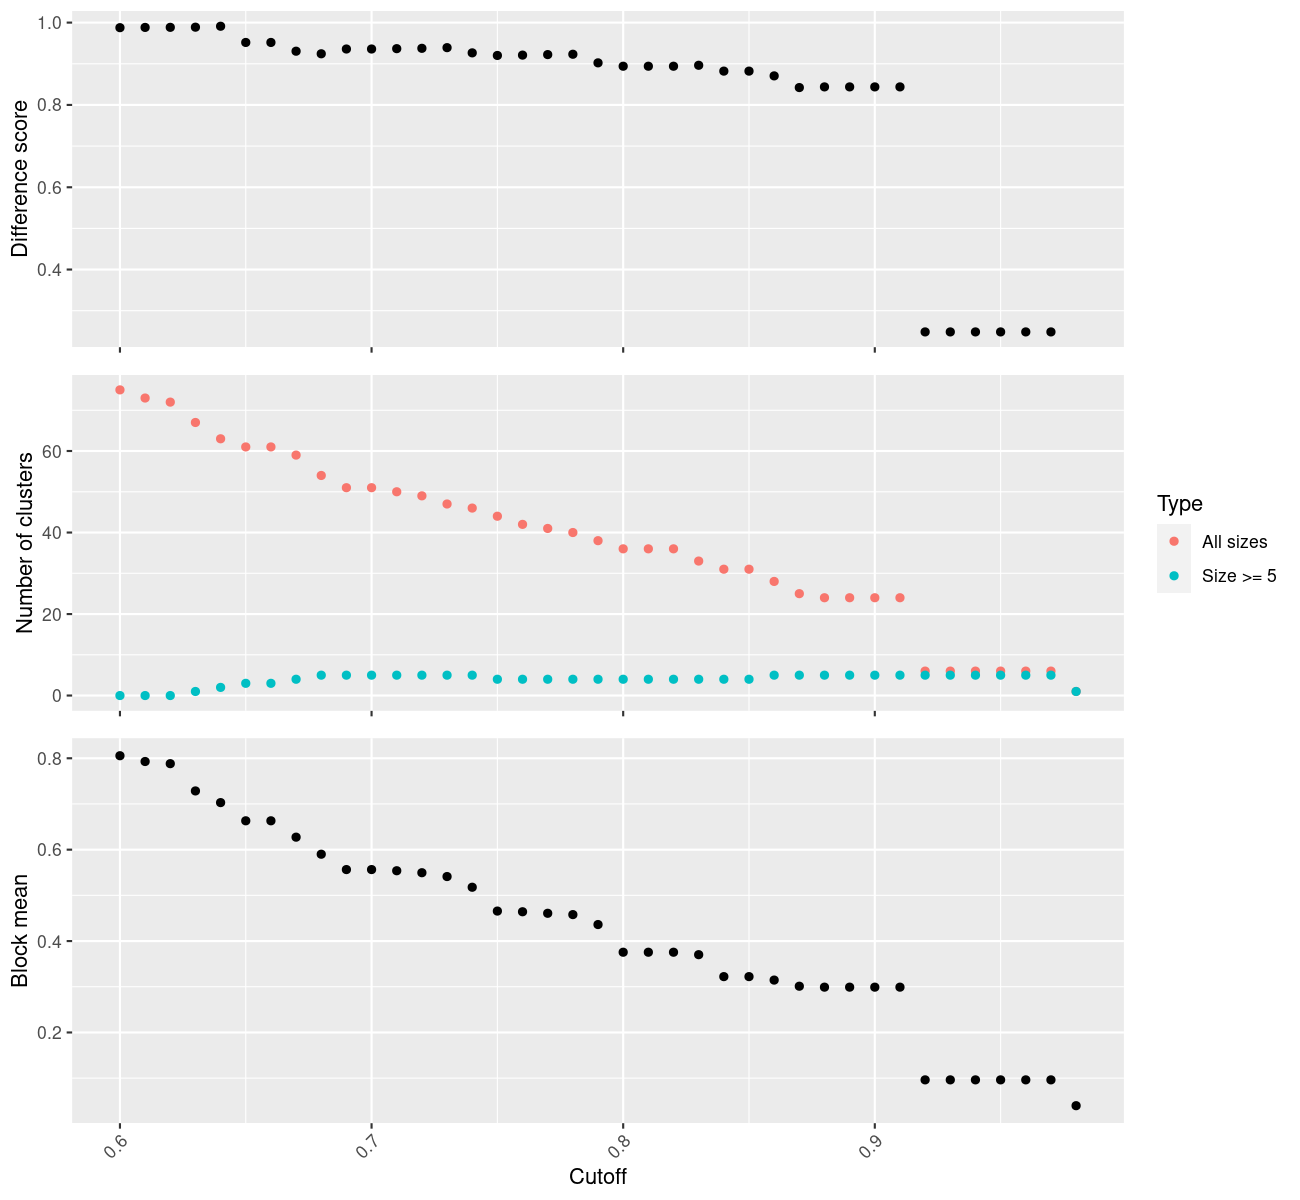 1.0
0.8
0.6
0.4
Difference score
60
40
20
0
Number of clusters
Type
All sizes
Size >= 5
0.8
0.6
0.4
0.2
Block mean
0.6
0.7
0.8
0.9
Cutoff